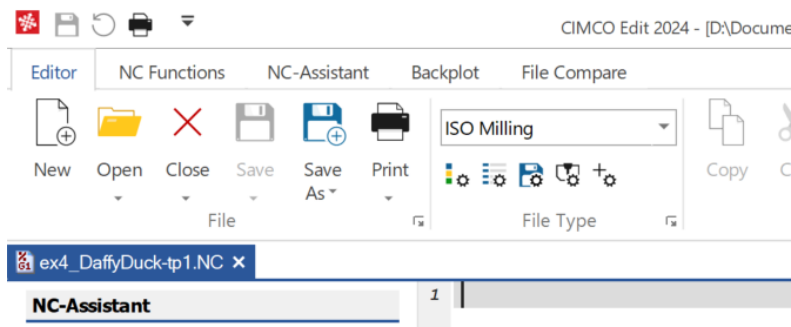 CIMCO Edit 2024 - [D:\Docume
Editor NC Functions NC-Assistant Backplot File Compare
New Open Close Save Save As Print
ISO Milling
Copy C
File File Type
G1 ex4_DaffyDuck-tp1.NC
NC-Assistant 1